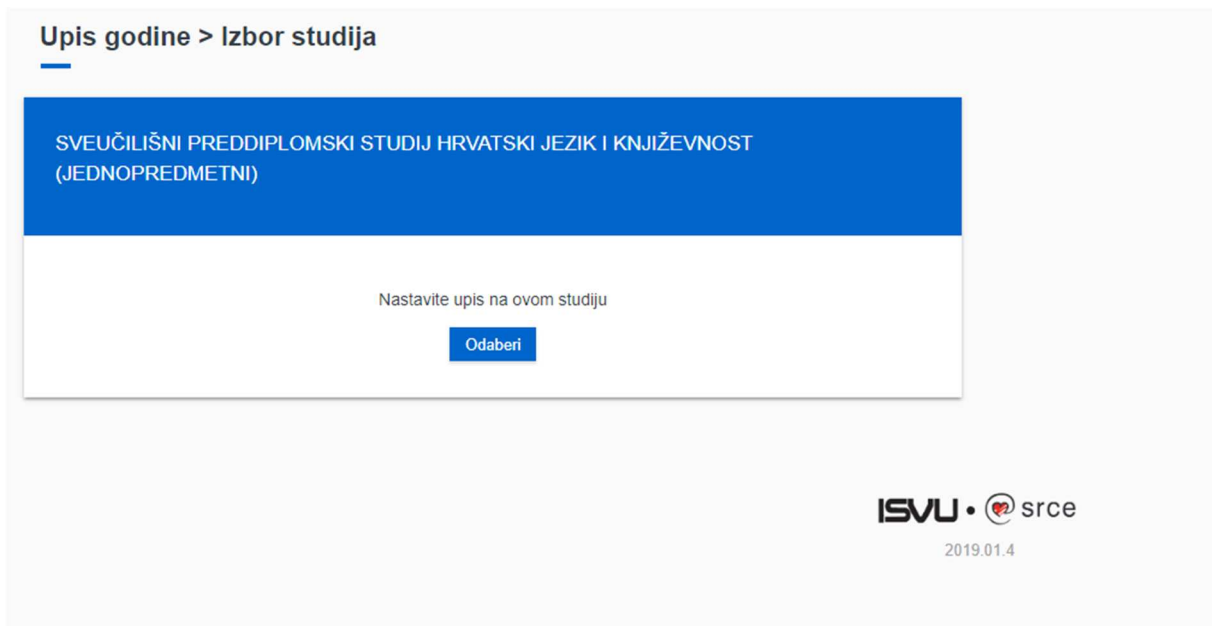 Upis godine > Izbor studija
SVEUČILIŠNI PREDDIPLOMSKI STUDIJ HRVATSKI JEZIK I KNJIŽEVNOST
(JEDNOPREDMETNI)
Nastavite upis na ovom studiju
Odaberi
ISVU • srce
2019.01.4